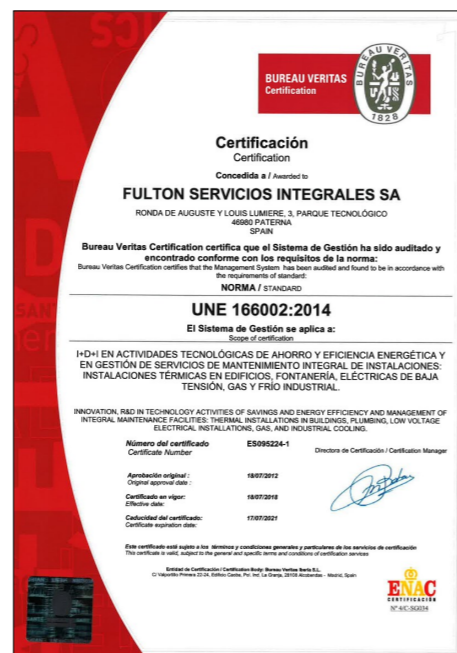 BUREAU VERITAS
Certification
BUREAU VERITAS
1828
Certificación
Certification
Concedida a / Awarded to
FULTON SERVICIOS INTEGRALES SA
RONDA DE AUGUSTE Y LOUIS LUMIERE, 3, PARQUE TECNOLÓGICO
46980 PATERNA
SPAIN
Bureau Veritas Certification certifica que el Sistema de Gestión ha sido auditado y
encontrado conforme con los requisitos de la norma:
Bureau Veritas Certification certifies that the Management System has been audited and found to be in accordance with
the requirements of standard:
NORMA / STANDARD
UNE 166002:2014
El Sistema de Gestión se aplica a:
Scope of certification
I+D+I EN ACTIVIDADES TECNOLÓGICAS DE AHORRO Y EFICIENCIA ENERGÉTICA Y
EN GESTIÓN DE SERVICIOS DE MANTENIMIENTO INTEGRAL DE INSTALACIONES:
INSTALACIONES TÉRMICAS EN EDIFICIOS, FONTANERÍA, ELÉCTRICAS DE BAJA
TENSIÓN, GAS Y FRÍO INDUSTRIAL.
INNOVATION, R&D IN TECHNOLOGY ACTIVITIES OF SAVINGS AND ENERGY EFFICIENCY AND MANAGEMENT OF
INTEGRAL MAINTENANCE FACILITIES: THERMAL INSTALLATIONS IN BUILDINGS, PLUMBING, LOW VOLTAGE
ELECTRICAL INSTALLATIONS, GAS, AND INDUSTRIAL COOLING.
Número del certificado ES095224-1
Certificate Number
Directora de Certificación / Certification Manager
Aprobación original : 18/07/2012
Original approval date :
Certificado en vigor: 18/07/2018
Effective date:
Caducidad del certificado: 17/07/2021
Certificate expiration date:
Este certificado está sujeto a los términos y condiciones generales y particulares de los servicios de certificación
This certificate is valid, subject to the general and specific terms and conditions of certification services
Entidad de Certificación / Certification Body: Bureau Veritas Iberia S.L.
C/ Valportillo Primera 22-24, Edificio Caoba, Pol. Ind. La Granja, 28108 Alcobendas - Madrid, Spain
ENAC
CERTIFICACIÓN
Nº 4/C-SG034